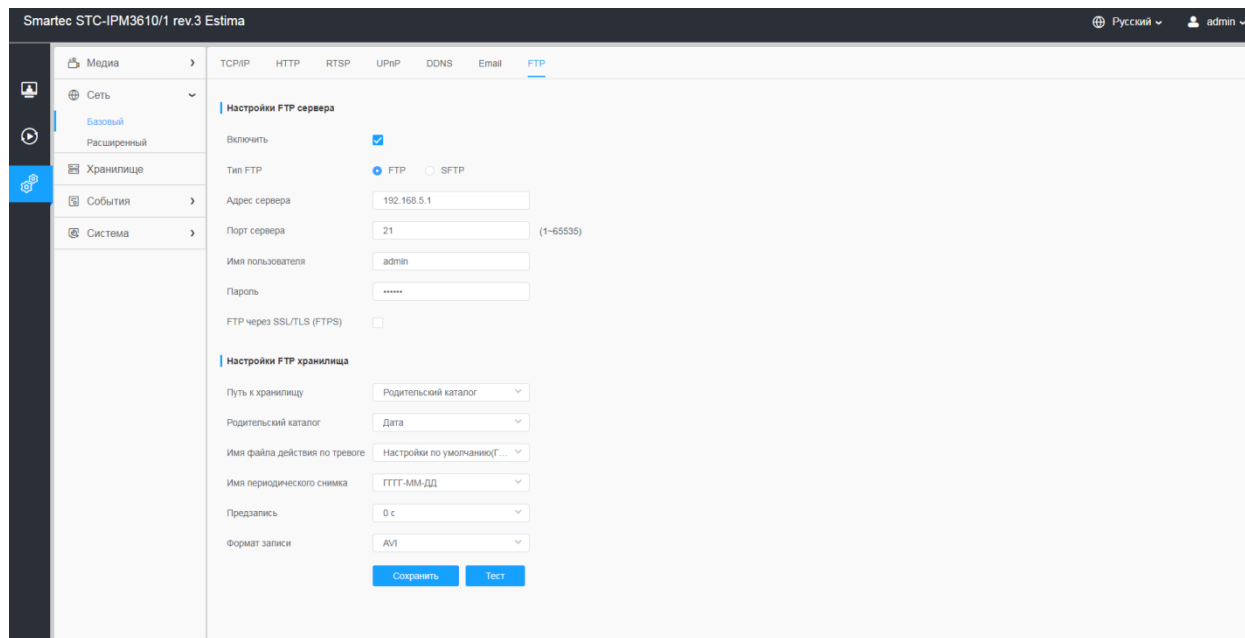 Smartec STC-IPM3610/1 rev.3 Estima
Русский
admin
Медиа
Сеть
Базовый
Расширенный
Хранилище
События
Система
TCP/IP HTTP RTSP UPnP DDNS Email FTP
Настройки FTP сервера
Включить
Тип FTP FTP SFTP
Адрес сервера 192.168.5.1
Порт сервера 21 (1~65535)
Имя пользователя admin
Пароль ••••••
FTP через SSL/TLS (FTPS)
Настройки FTP хранилища
Путь к хранилищу Родительский каталог
Родительский каталог Дата
Имя файла действия по тревоге Настройки по умолчанию(Г...
Имя периодического снимка ГГГГ-ММ-ДД
Предзапись 0 с
Формат записи AVI
Сохранить Тест